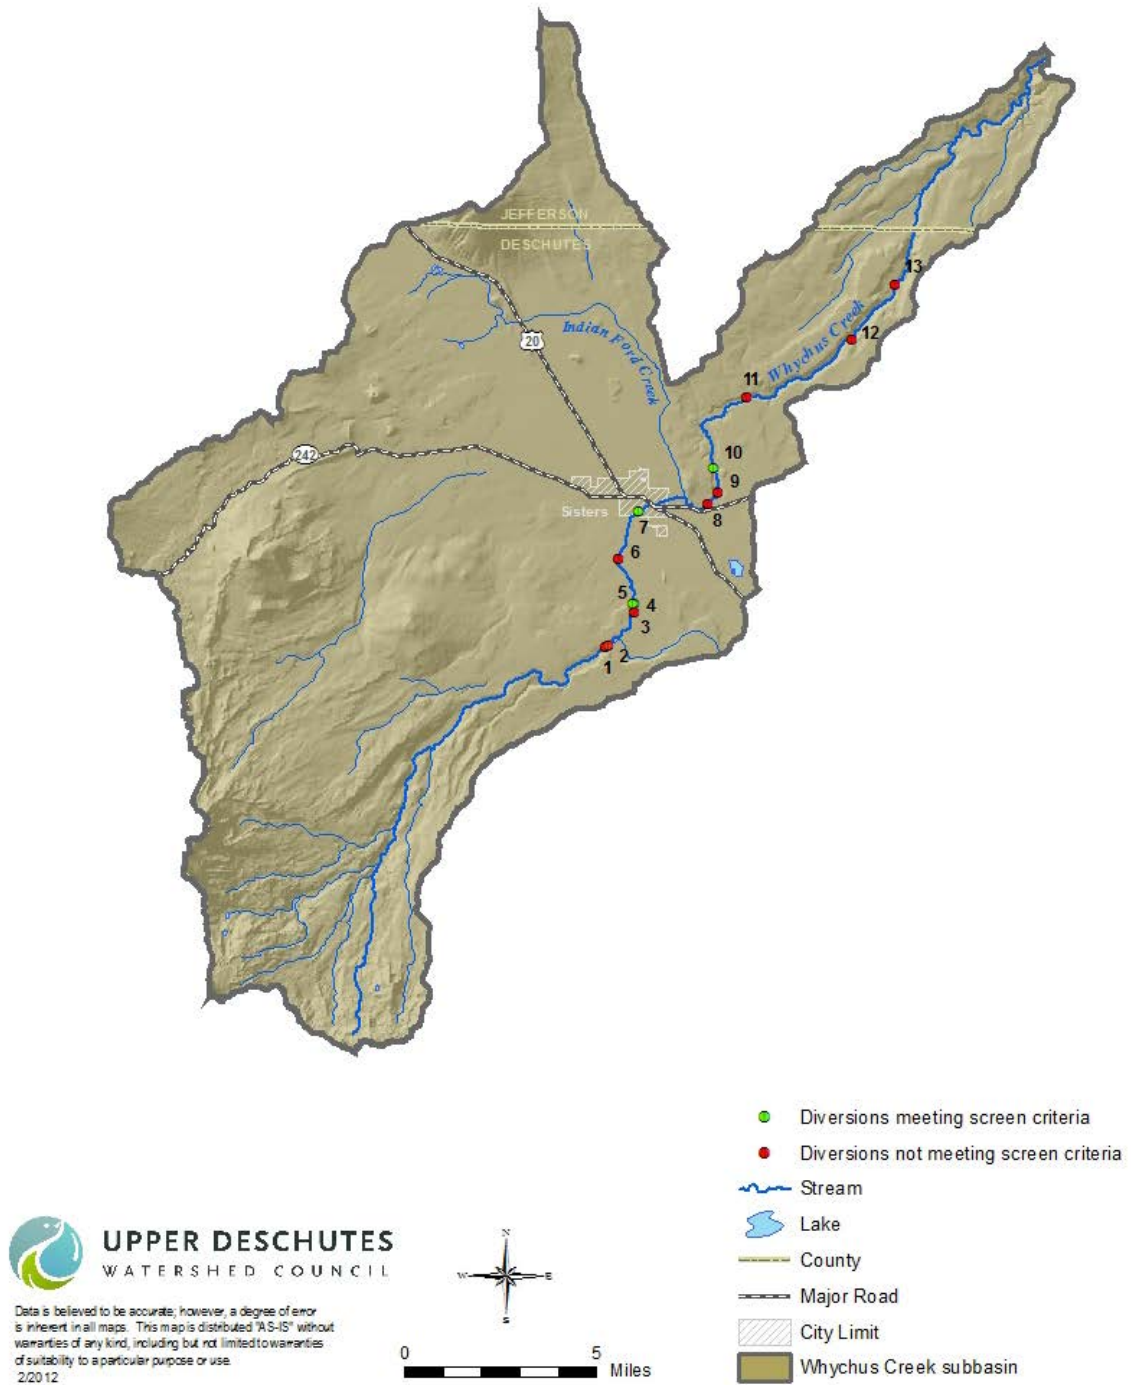 JEFFERSON
DESCHUTES
13
20
Indian Ford Creek
Whychus Creek
12
11
242
10
9
Sisters
8
7
6
5
4
3
2
1
Diversions meeting screen criteria
Diversions not meeting screen criteria
Stream
Lake
County
Major Road
City Limit
Whychus Creek subbasin
UPPER DESCHUTES
WATERSHED COUNCIL
N
W
E
S
Data is believed to be accurate; however, a degree of error
is inherent in all maps. This map is distributed "AS-IS" without
warranties of any kind, including but not limited to warranties
of suitability to a particular purpose or use.
2/2012
0 5
Miles